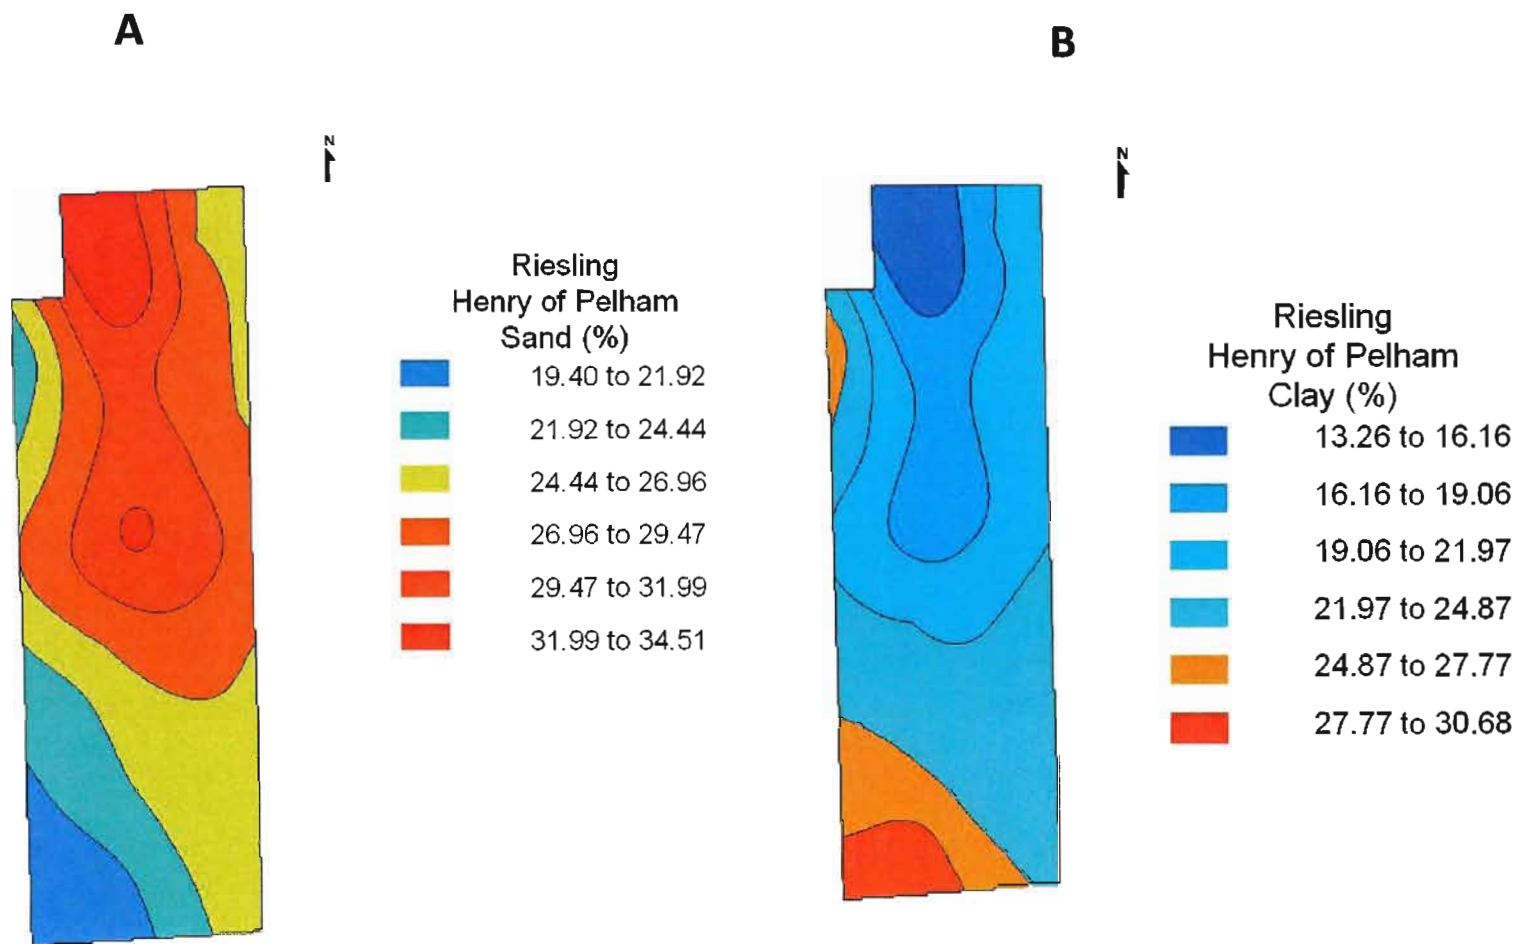 A
B
N
N
Riesling
Henry of Pelham
Sand (%)
19.40 to 21.92
21.92 to 24.44
24.44 to 26.96
26.96 to 29.47
29.47 to 31.99
31.99 to 34.51
Riesling
Henry of Pelham
Clay (%)
13.26 to 16.16
16.16 to 19.06
19.06 to 21.97
21.97 to 24.87
24.87 to 27.77
27.77 to 30.68